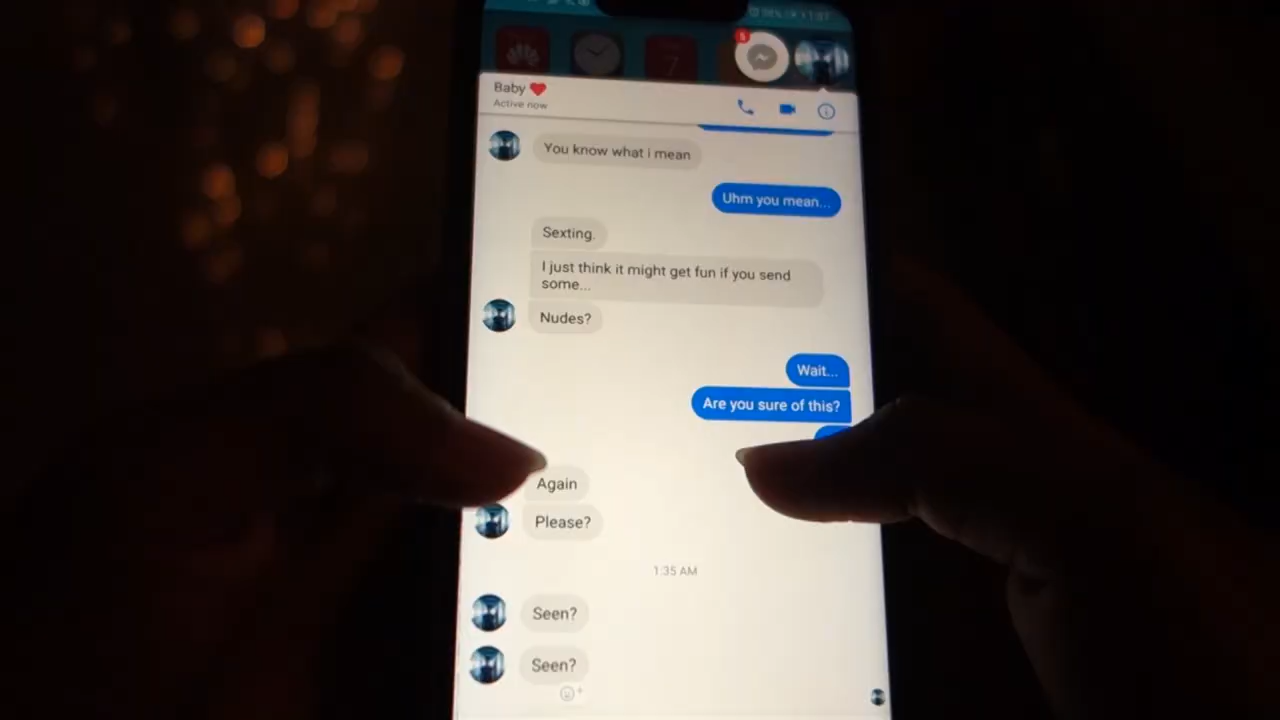 Baby
Active now
You know what i mean
Uhm you mean...
Sexting.
I just think it might get fun if you send
some...
Nudes?
Wait...
Are you sure of this?
Again
Please?
1:35 AM
Seen?
Seen?